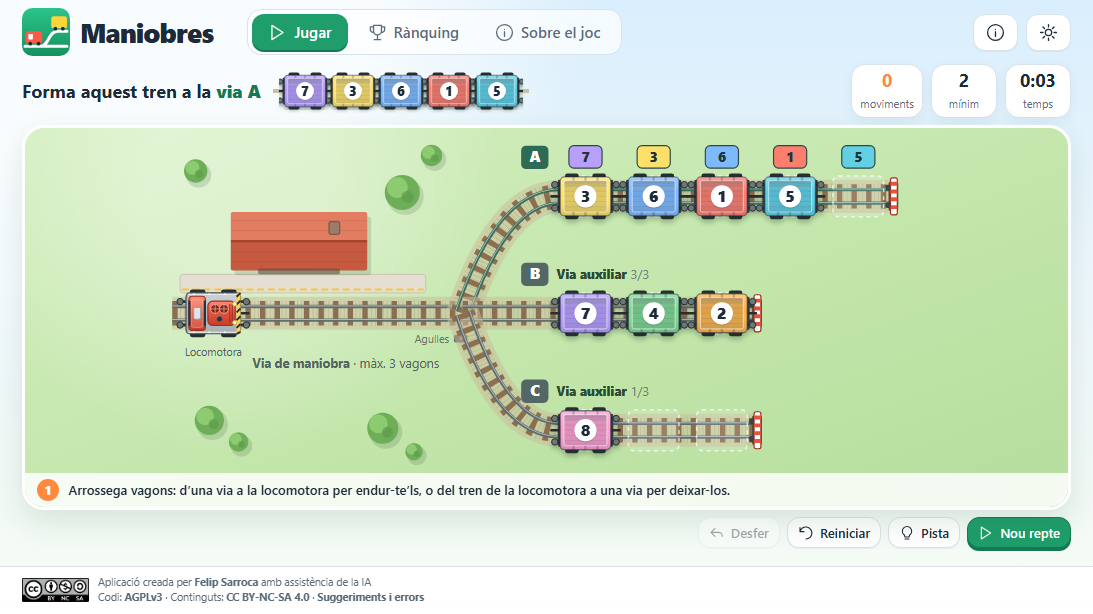 Maniobres
Jugar
Rànquing
Sobre el joc
Forma aquest tren a la via A
7 3 6 1 5
0 moviments
2 mínim
0:03 temps
A 7 3 6 1 5
3 6 1 5
B Via auxiliar 3/3
7 4 2
Locomotora
Agulles
Via de maniobra · màx. 3 vagons
C Via auxiliar 1/3
8
1 Arrossega vagons: d’una via a la locomotora per endur-te’ls, o del tren de la locomotora a una via per deixar-los.
Desfer
Reiniciar
Pista
Nou repte
cc BY NC SA
Aplicació creada per Felip Sarroca amb assistència de la IA
Codi: AGPLv3 · Continguts: CC BY-NC-SA 4.0 · Suggeriments i errors